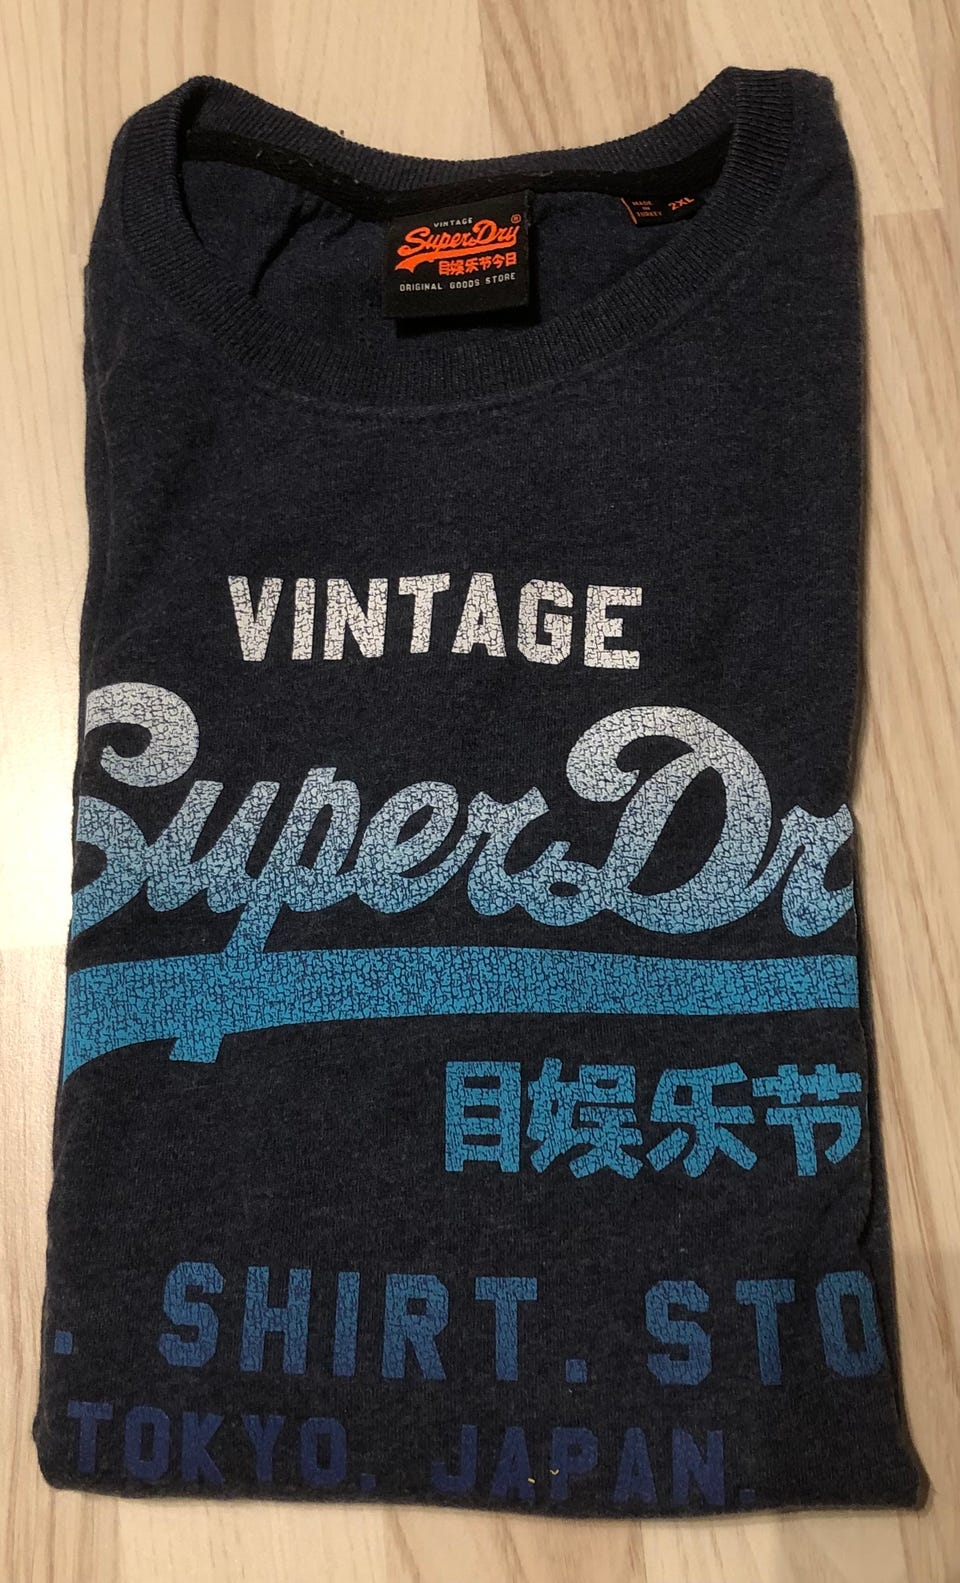 VINTAGE
SuperDry®
目娱乐节今日
ORIGINAL GOODS STORE
MADE
IN
TURKEY
2XL
VINTAGE
SuperDr
目娱乐节
. SHIRT. STO
TOKYO. JAPAN.